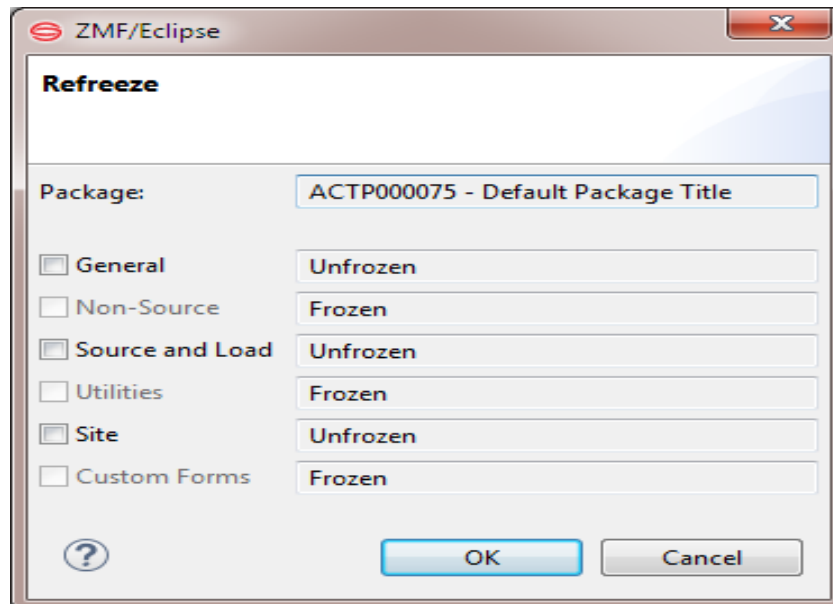 ZMF/Eclipse
Refreeze
Package: ACTP000075 - Default Package Title
General Unfrozen
Non-Source Frozen
Source and Load Unfrozen
Utilities Frozen
Site Unfrozen
Custom Forms Frozen
? OK Cancel